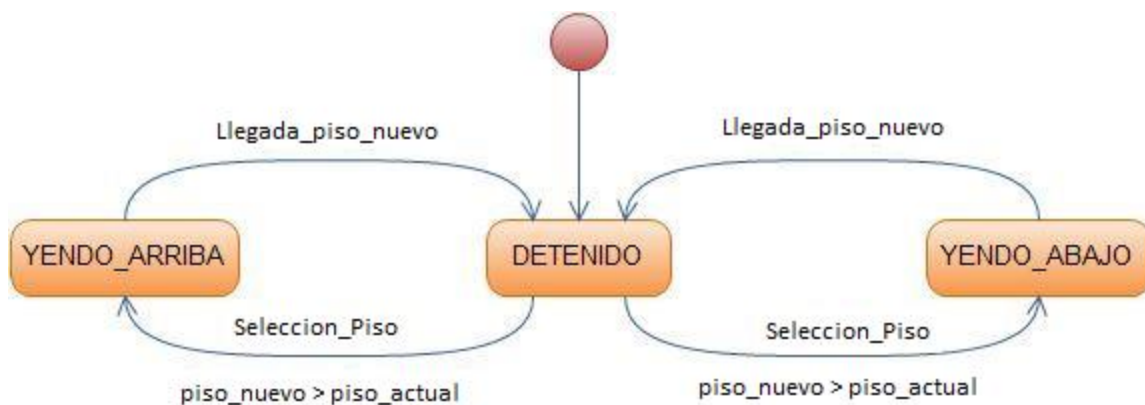 Llegada_piso_nuevo
Llegada_piso_nuevo
YENDO_ARRIBA
DETENIDO
YENDO_ABAJO
Seleccion_Piso
Seleccion_Piso
piso_nuevo > piso_actual
piso_nuevo > piso_actual